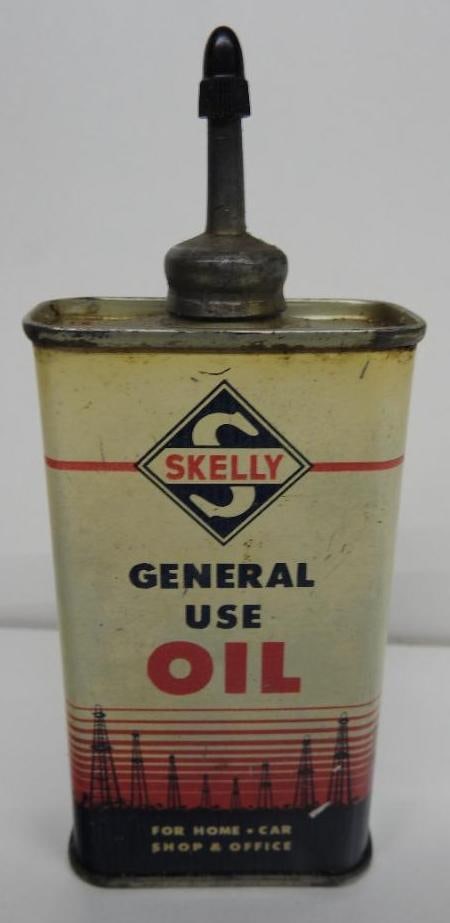 S
SKELLY
GENERAL
USE
OIL
FOR HOME • CAR
SHOP & OFFICE